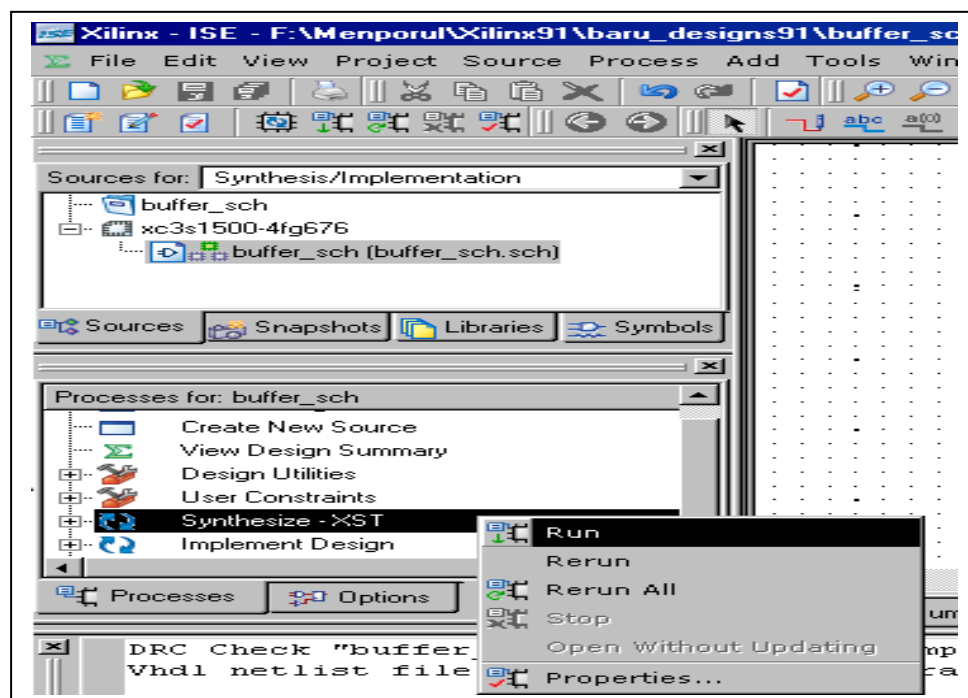 Xilinx - ISE - F:\Menporul\Xilinx91\baru_designs91\buffer_sc
File Edit View Project Source Process Add Tools Win
Sources for: Synthesis/Implementation
buffer_sch
xc3s1500-4fg676
buffer_sch (buffer_sch.sch)
Sources Snapshots Libraries Symbols
Processes for: buffer_sch
Create New Source
View Design Summary
Design Utilities
User Constraints
Synthesize - XST
Implement Design
Run
Rerun
Rerun All
Stop
Open Without Updating
Properties...
Processes Options
DRC Check "buffer_
Vhdl netlist file